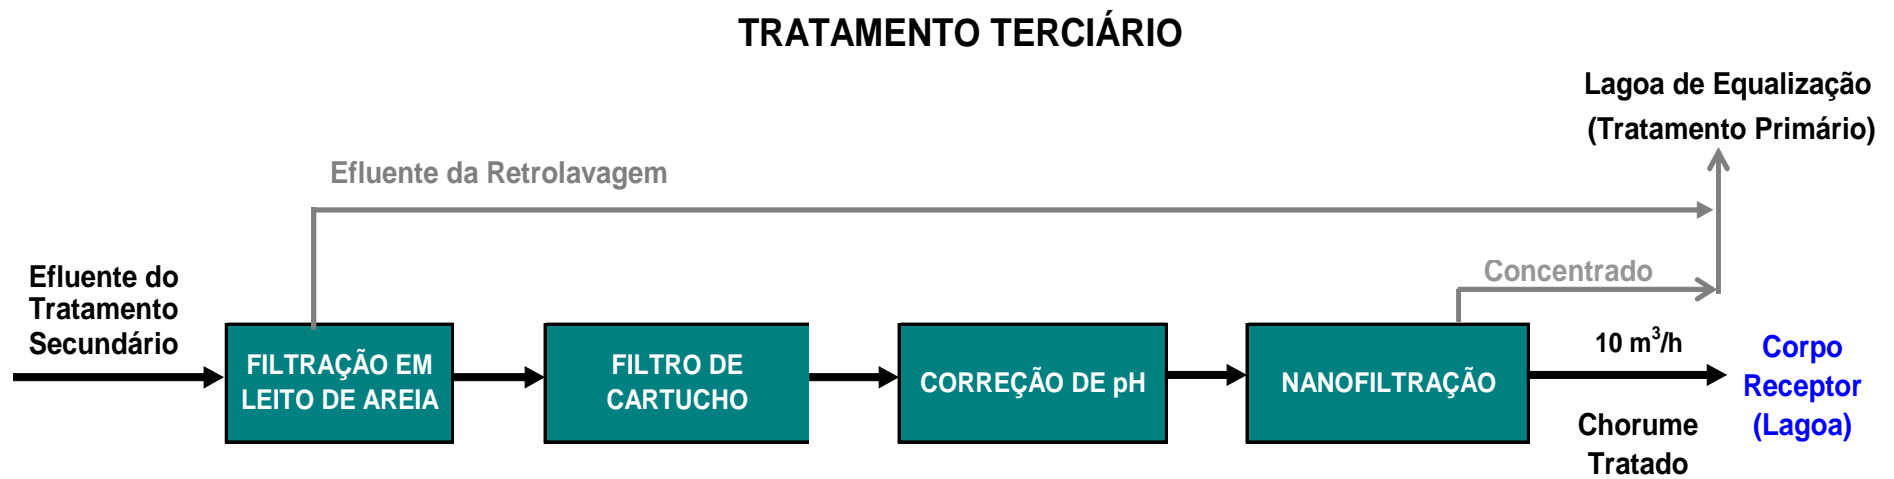 TRATAMENTO TERCIÁRIO
Lagoa de Equalização
(Tratamento Primário)
Efluente da Retrolavagem
Concentrado
Efluente do
Tratamento
Secundário
FILTRAÇÃO EM
LEITO DE AREIA
FILTRO DE
CARTUCHO
CORREÇÃO DE pH
NANOFILTRAÇÃO
10 m³/h
Chorume
Tratado
Corpo
Receptor
(Lagoa)